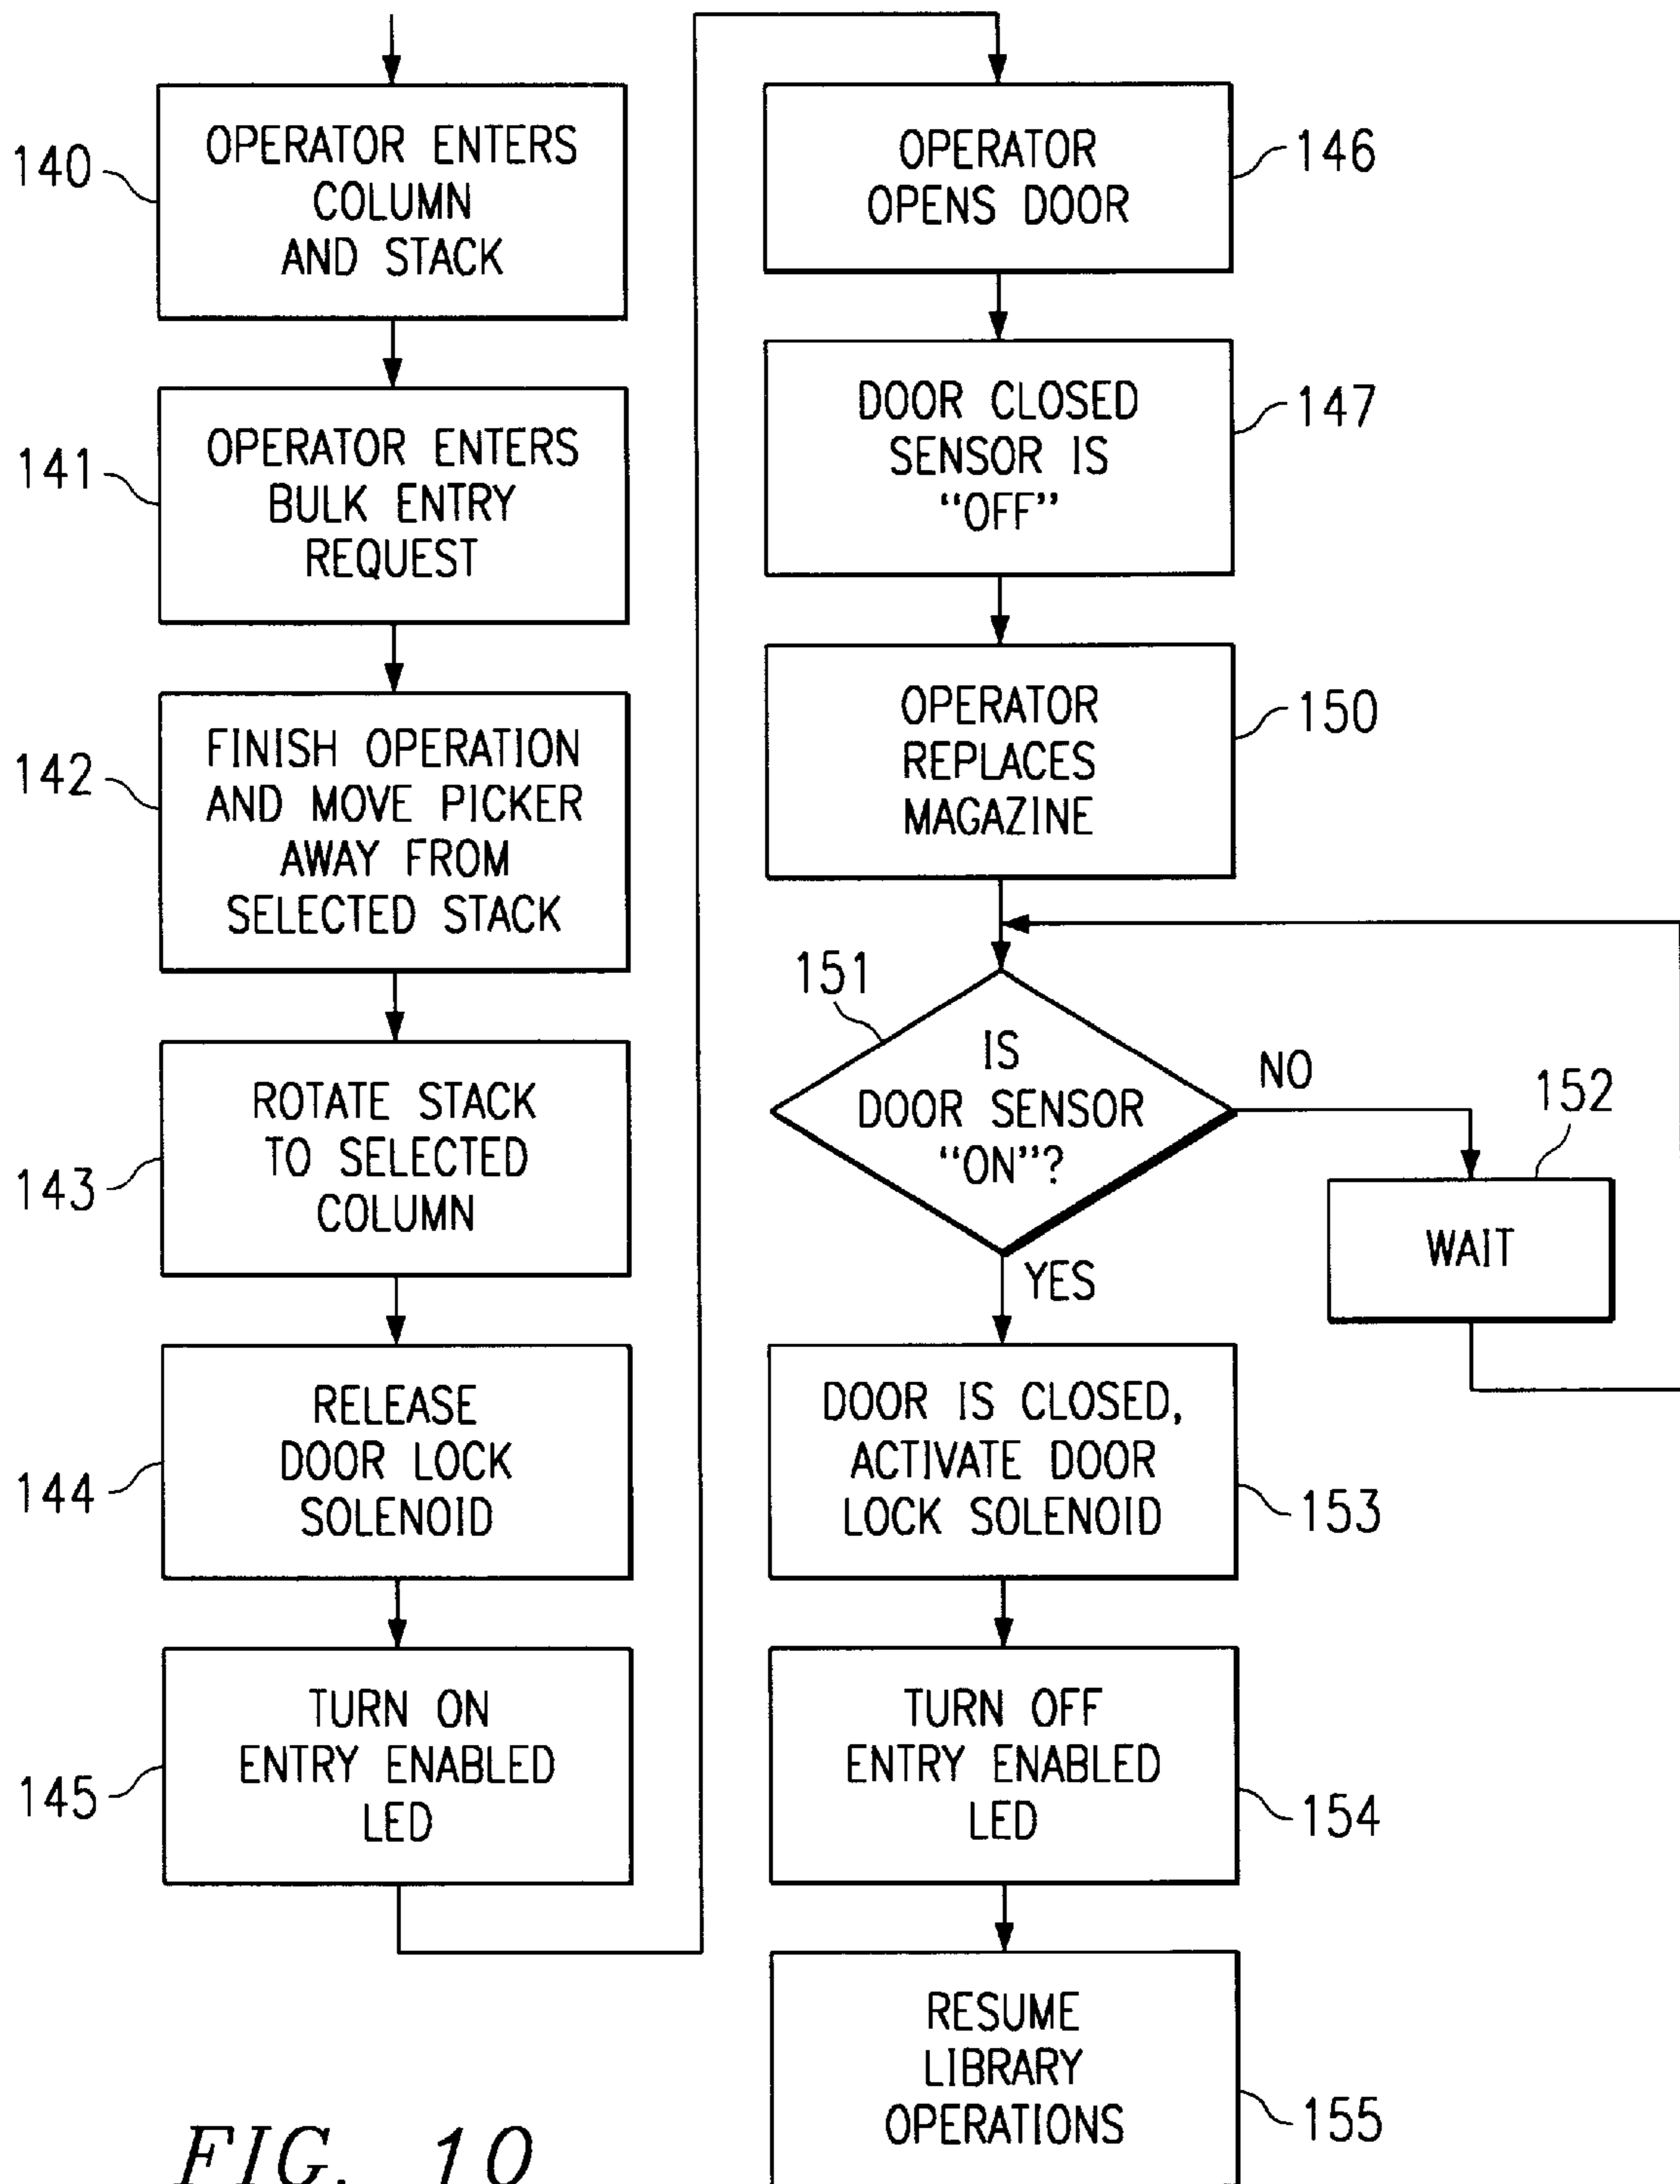 140
OPERATOR ENTERS
COLUMN
AND STACK
141
OPERATOR ENTERS
BULK ENTRY
REQUEST
142
FINISH OPERATION
AND MOVE PICKER
AWAY FROM
SELECTED STACK
143
ROTATE STACK
TO SELECTED
COLUMN
144
RELEASE
DOOR LOCK
SOLENOID
145
TURN ON
ENTRY ENABLED
LED
OPERATOR
OPENS DOOR
146
DOOR CLOSED
SENSOR IS
“OFF”
147
OPERATOR
REPLACES
MAGAZINE
150
151
IS
DOOR SENSOR
“ON”?
NO
152
WAIT
YES
DOOR IS CLOSED,
ACTIVATE DOOR
LOCK SOLENOID
153
TURN OFF
ENTRY ENABLED
LED
154
RESUME
LIBRARY
OPERATIONS
155
FIG. 10